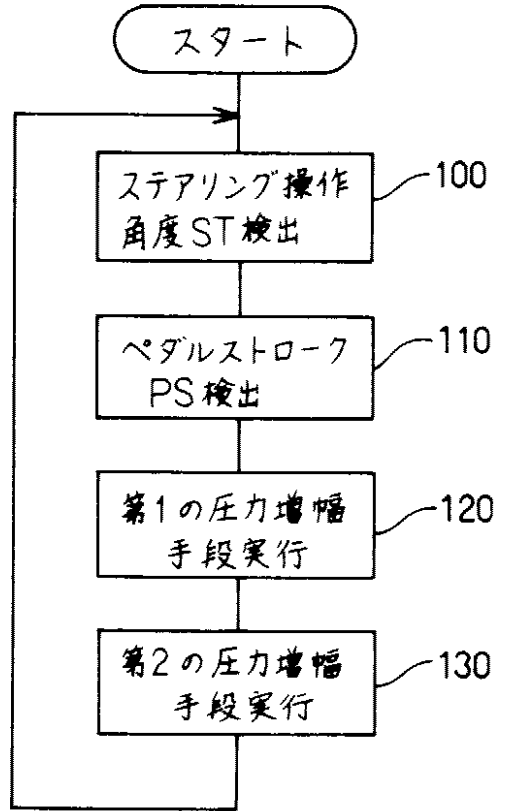 スタート
ステアリング操作
角度ST検出
100
ペダルストローク
PS検出
110
第1の圧力増幅
手段実行
120
第2の圧力増幅
手段実行
130